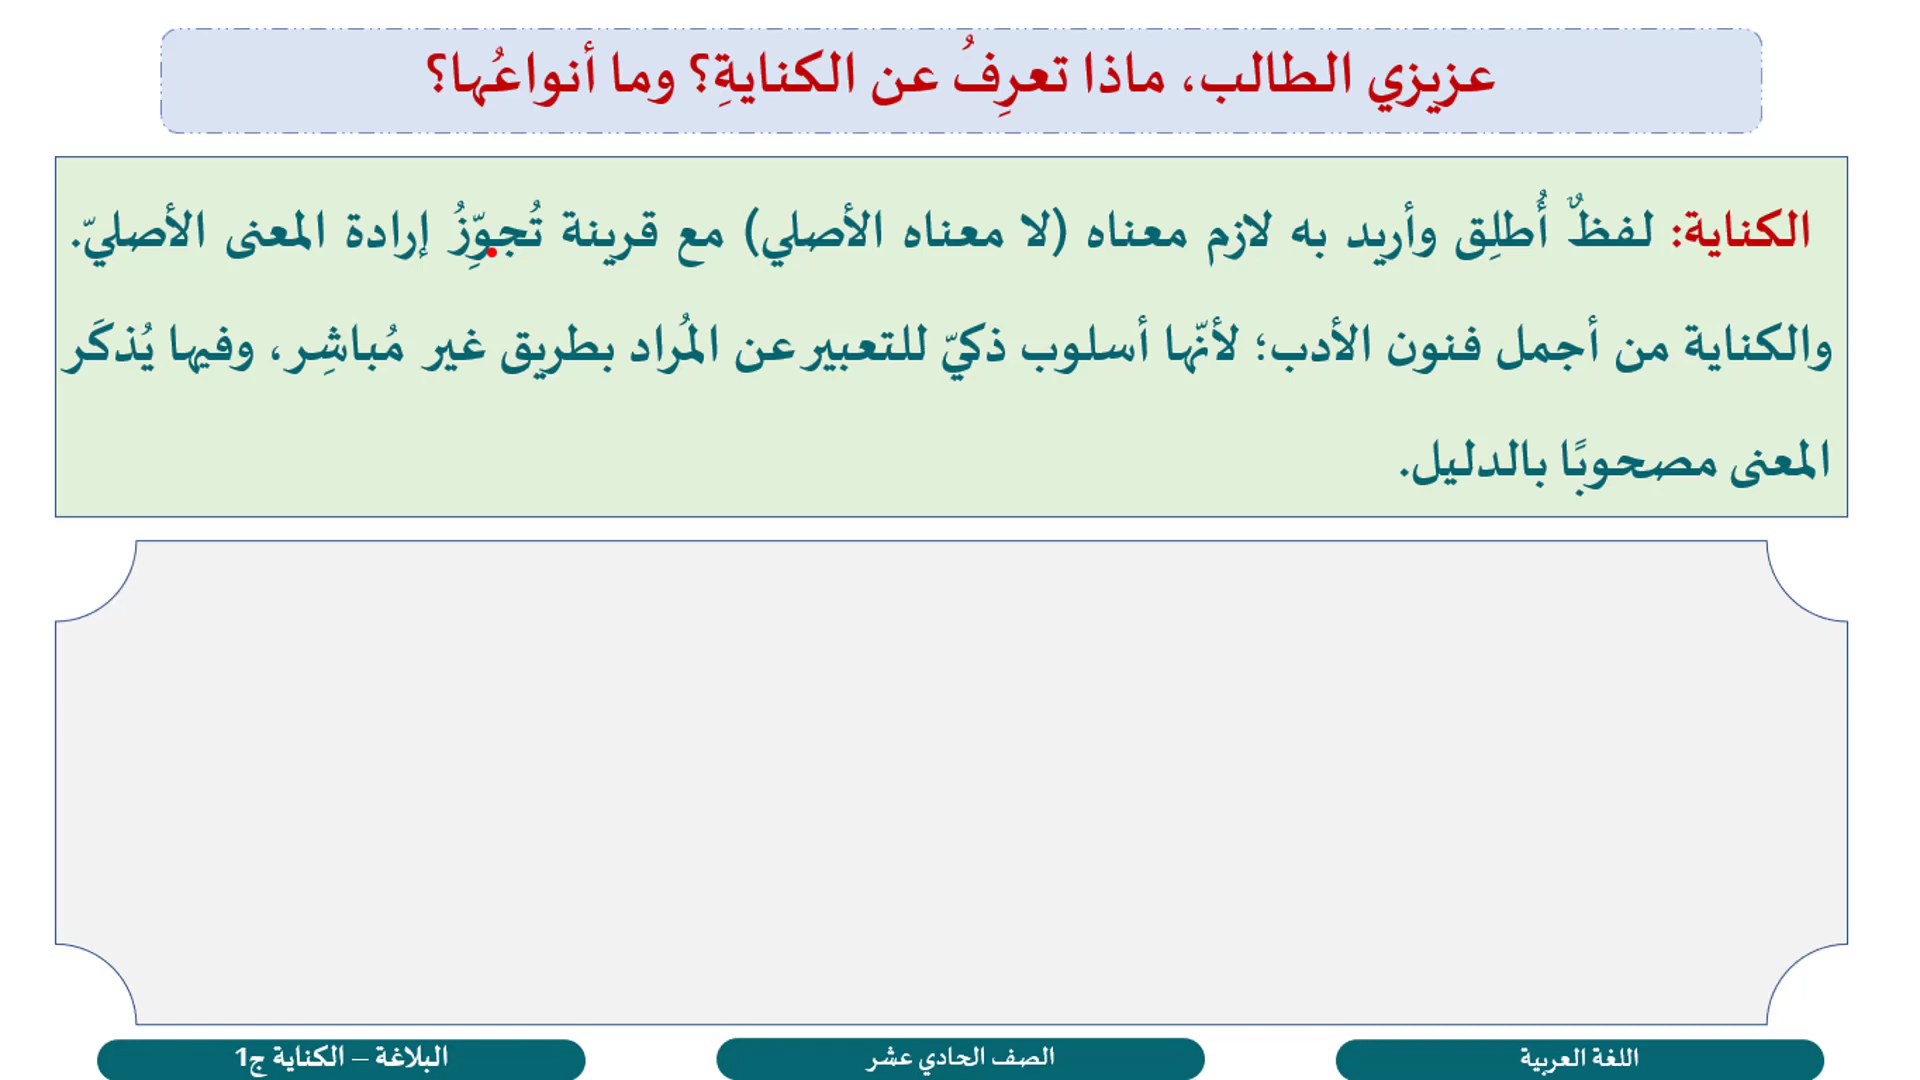 عزيزي الطالب، ماذا تعرِفُ عن الكنايةِ؟ وما أنواعُها؟
الكناية: لفظٌ أُطلِق وأريد به لازم معناه (لا معناه الأصلي) مع قرينة تُجوِّزُ إرادة المعنى الأصليّ.
والكناية من أجمل فنون الأدب؛ لأنّها أسلوب ذكيّ للتعبير عن المُراد بطريق غير مُباشِر، وفيها يُذكَر
المعنى مصحوبًا بالدليل.
اللغة العربية
الصف الحادي عشر
البلاغة – الكناية ج1